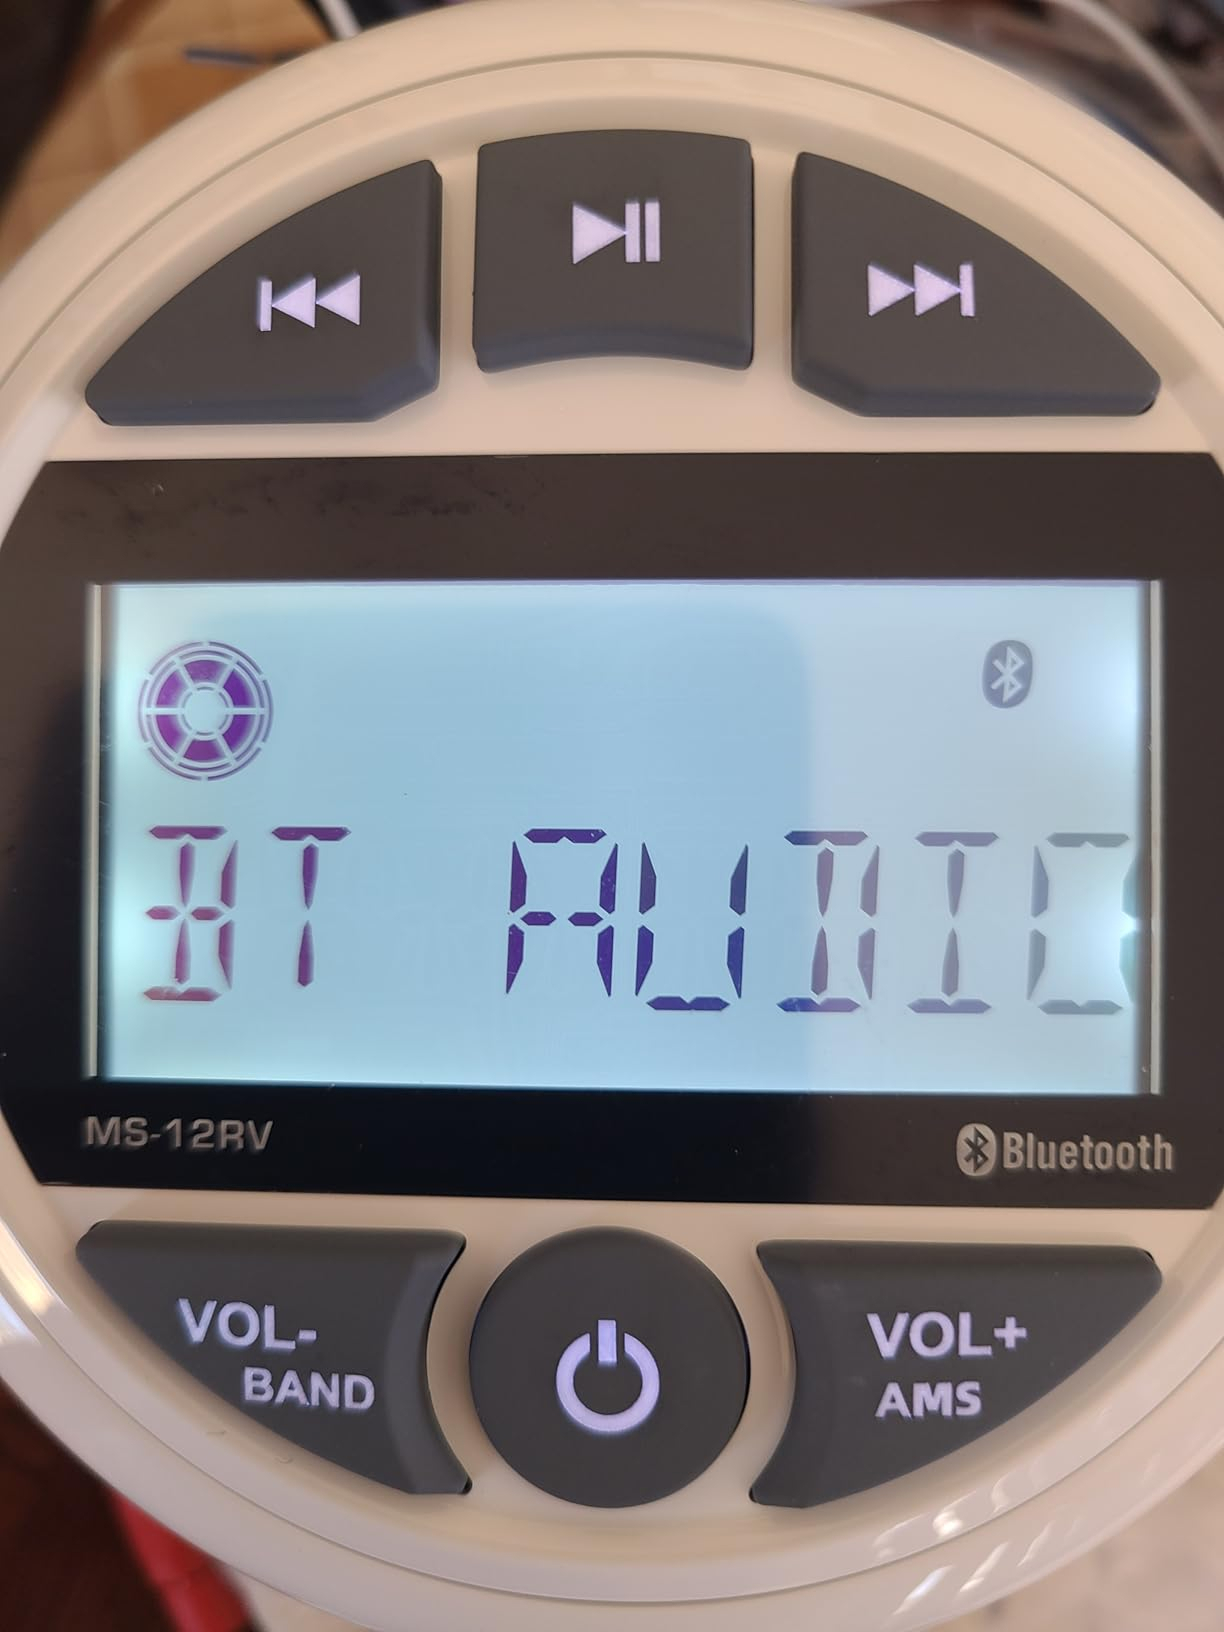 BT AUDIO
MS-12RV
Bluetooth
VOL-
BAND
VOL+
AMS